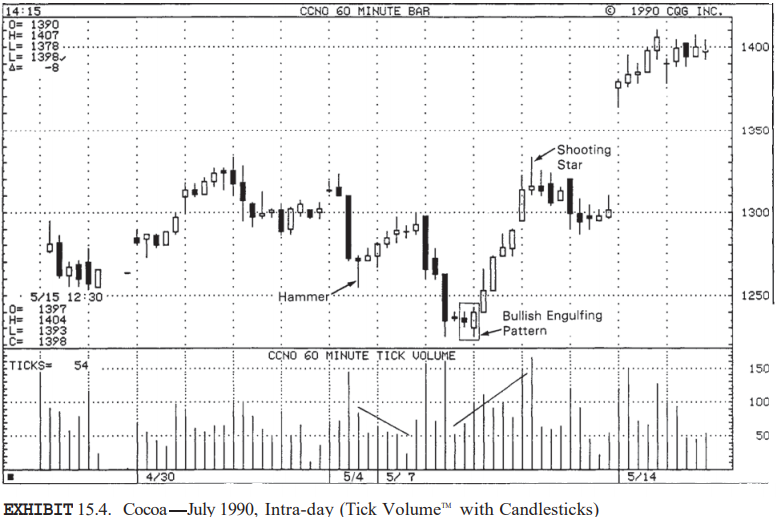 14:15 CCNO 60 MINUTE BAR © 1990 CQG INC.
O= 1390
H= 1407
L= 1378
L= 1398✓
Δ= -8
1400
1350
Shooting
Star
1300
Hammer
1250
5/15 12:30
O= 1397
H= 1404
L= 1393
C= 1398
Bullish Engulfing
Pattern
CCNO 60 MINUTE TICK VOLUME
TICKS= 54
150
100
50
4/30 5/4 5/ 7 5/14
EXHIBIT 15.4. Cocoa—July 1990, Intra-day (Tick Volume™ with Candlesticks)